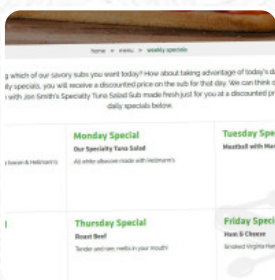 home » menu » weekly specials
g which of our savory subs you want today? How about taking advantage of today's d
ily specials, you will receive a discounted price on the sub for that day. We can think o
with Jon Smith's Specialty Tuna Salad Sub made fresh just for you at a discounted pr
daily specials below.
Monday Special
Our Specialty Tuna Salad
All white albacore made with Hellmann's
bacon & Hellmann's
Tuesday Spe
Meatball with Mar
Thursday Special
Roast Beef
Tender and rare, melts in your mouth!
Friday Speci
Ham & Cheese
Smoked Virginia Ham